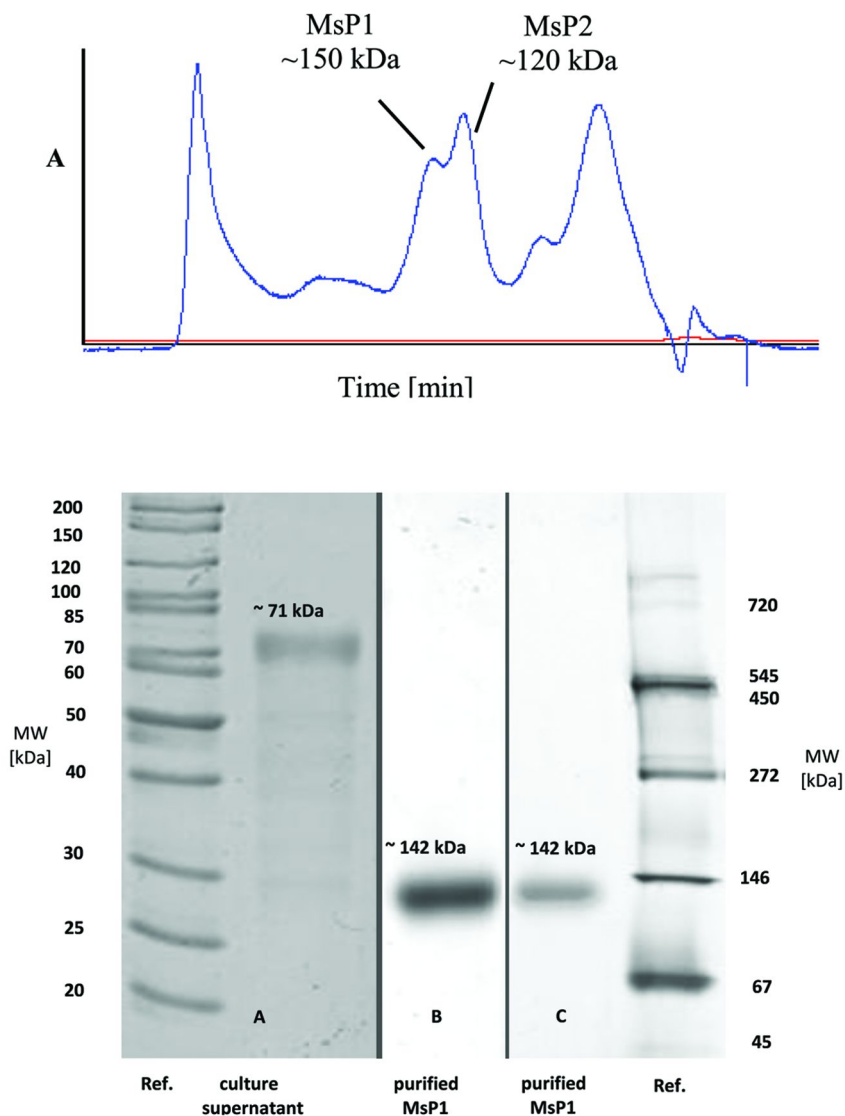 MsP1
~150 kDa
MsP2
~120 kDa
A
Time [min]
200
150
120
100
85
70
60
50
40
30
25
20
MW
[kDa]
~ 71 kDa
~ 142 kDa
~ 142 kDa
A
B
C
720
545
450
272
146
67
45
MW
[kDa]
Ref.
culture
supernatant
purified
MsP1
purified
MsP1
Ref.